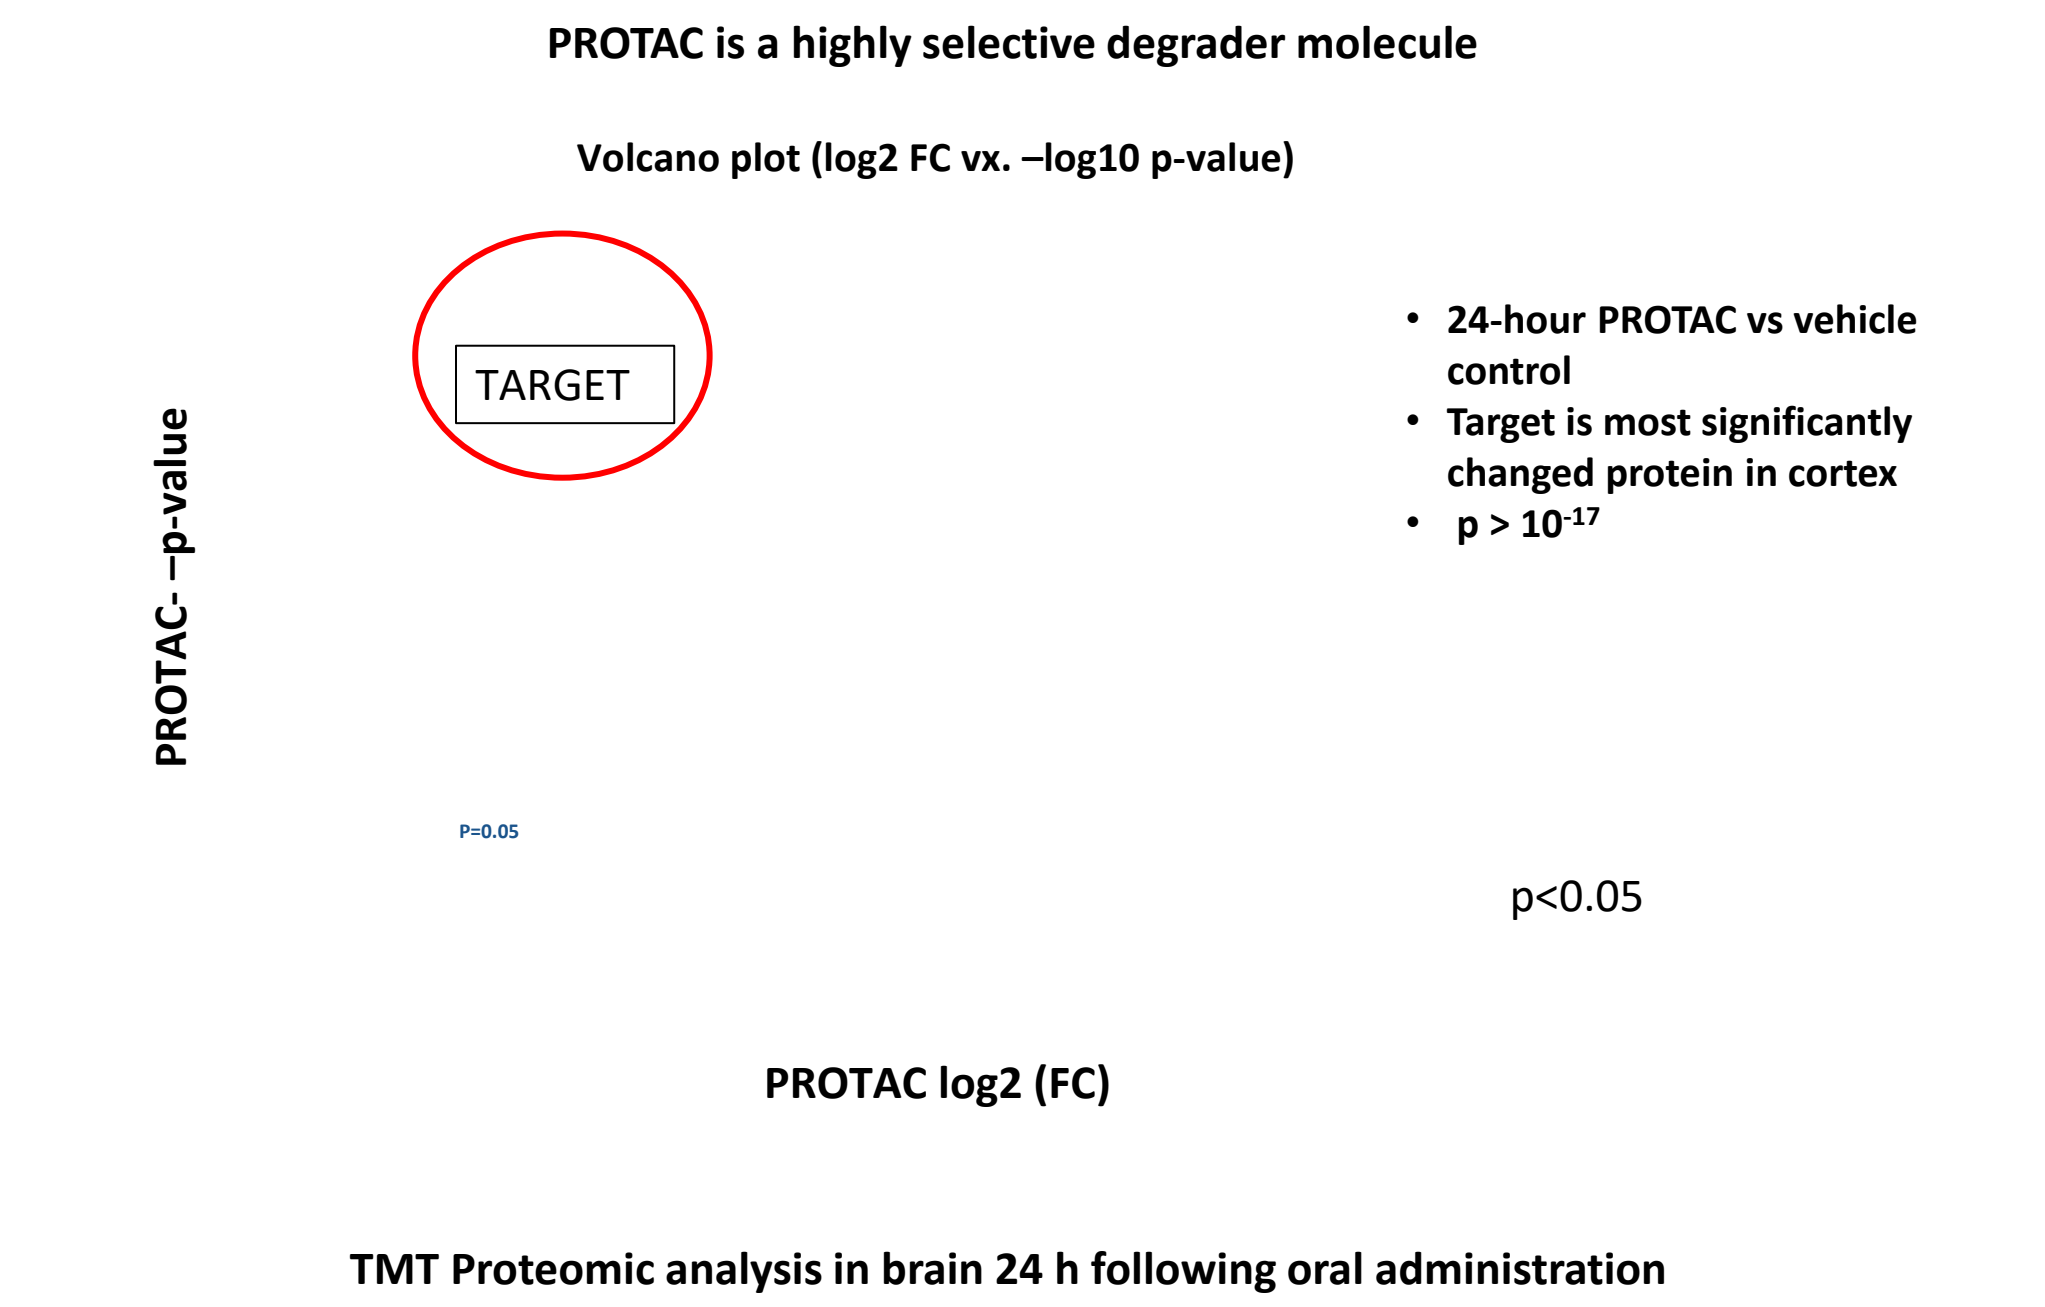 PROTAC is a highly selective degrader molecule
Volcano plot (log2 FC vx. –log10 p-value)
TARGET
• 24-hour PROTAC vs vehicle
control
• Target is most significantly
changed protein in cortex
• p > 10⁻¹⁷
PROTAC- –p-value
P=0.05
p<0.05
PROTAC log2 (FC)
TMT Proteomic analysis in brain 24 h following oral administration